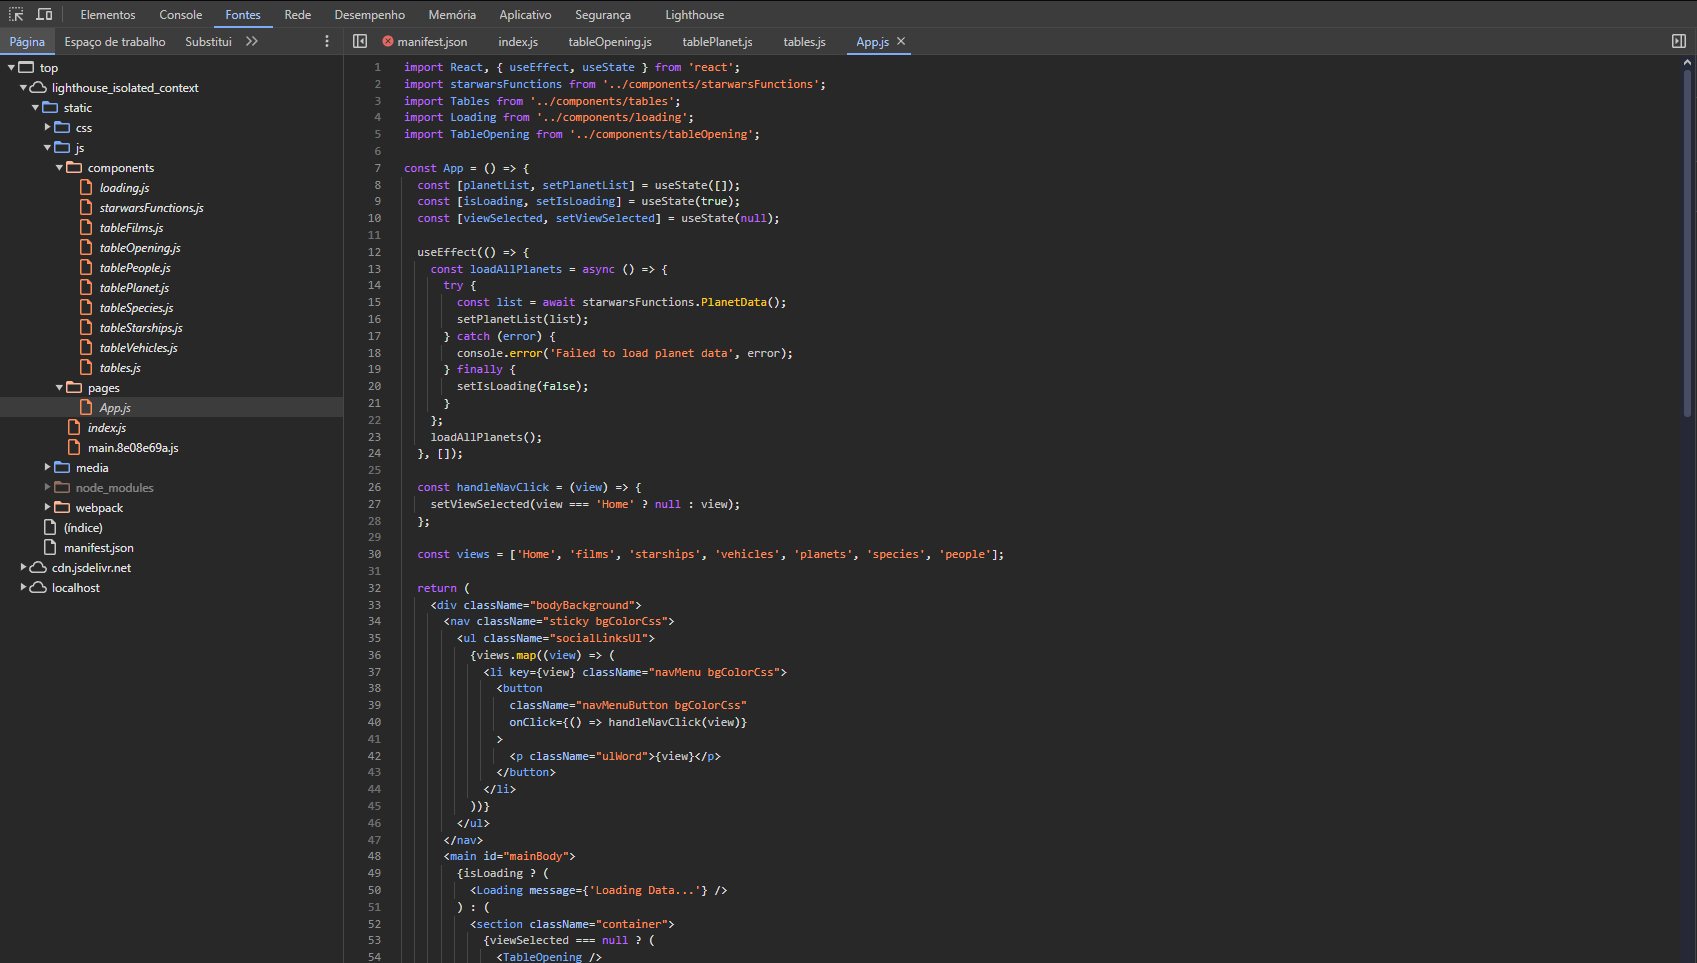 Elementos Console Fontes Rede Desempenho Memória Aplicativo Segurança Lighthouse
Página Espaço de trabalho Substitui
manifest.json index.js tableOpening.js tablePlanet.js tables.js App.js
top
lighthouse_isolated_context
static
css
js
components
loading.js
starwarsFunctions.js
tableFilms.js
tableOpening.js
tablePeople.js
tablePlanet.js
tableSpecies.js
tableStarships.js
tableVehicles.js
tables.js
pages
App.js
index.js
main.8e08e69a.js
media
node_modules
webpack
(índice)
manifest.json
cdn.jsdelivr.net
localhost
1 import React, { useEffect, useState } from 'react';
2 import starwarsFunctions from '../components/starwarsFunctions';
3 import Tables from '../components/tables';
4 import Loading from '../components/loading';
5 import TableOpening from '../components/tableOpening';
6
7 const App = () => {
8 const [planetList, setPlanetList] = useState([]);
9 const [isLoading, setIsLoading] = useState(true);
10 const [viewSelected, setViewSelected] = useState(null);
11
12 useEffect(() => {
13 const loadAllPlanets = async () => {
14 try {
15 const list = await starwarsFunctions.PlanetData();
16 setPlanetList(list);
17 } catch (error) {
18 console.error('Failed to load planet data', error);
19 } finally {
20 setIsLoading(false);
21 }
22 };
23 loadAllPlanets();
24 }, []);
25
26 const handleNavClick = (view) => {
27 setViewSelected(view === 'Home' ? null : view);
28 };
29
30 const views = ['Home', 'films', 'starships', 'vehicles', 'planets', 'species', 'people'];
31
32 return (
33 <div className="bodyBackground">
34 <nav className="sticky bgColorCss">
35 <ul className="socialLinksUl">
36 {views.map((view) => (
37 <li key={view} className="navMenu bgColorCss">
38 <button
39 className="navMenuButton bgColorCss"
40 onClick={() => handleNavClick(view)}
41 >
42 <p className="ulWord">{view}</p>
43 </button>
44 </li>
45 ))}
46 </ul>
47 </nav>
48 <main id="mainBody">
49 {isLoading ? (
50 <Loading message={'Loading Data...'} />
51 ) : (
52 <section className="container">
53 {viewSelected === null ? (
54 <TableOpening />